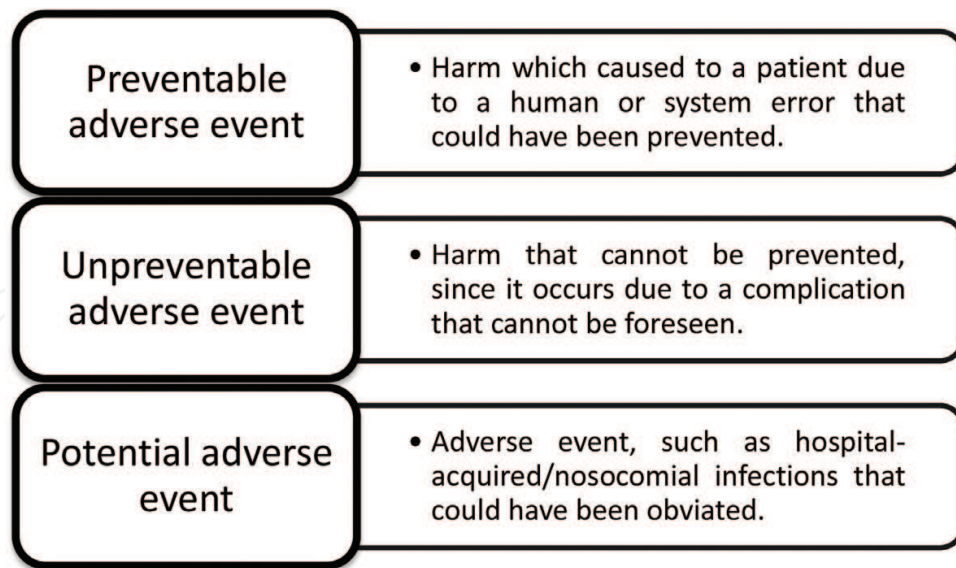 Preventable
adverse event
• Harm which caused to a patient due
to a human or system error that
could have been prevented.
Unpreventable
adverse event
• Harm that cannot be prevented,
since it occurs due to a complication
that cannot be foreseen.
Potential adverse
event
• Adverse event, such as hospital-
acquired/nosocomial infections that
could have been obviated.